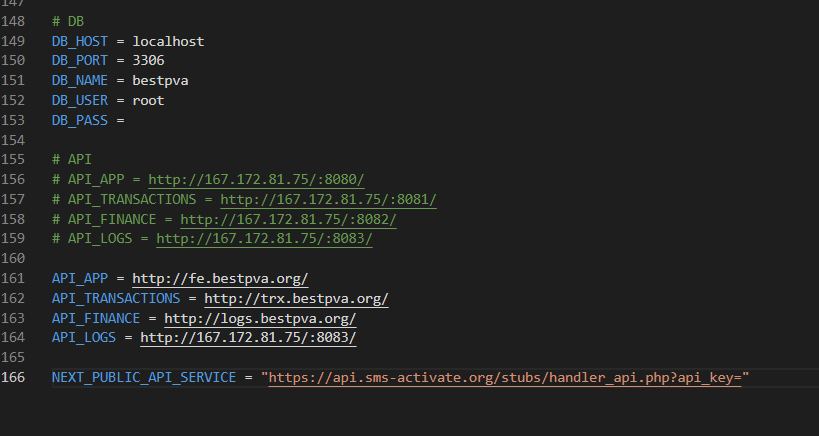 147
148 # DB
149 DB_HOST = localhost
150 DB_PORT = 3306
151 DB_NAME = bestpva
152 DB_USER = root
153 DB_PASS =
154
155 # API
156 # API_APP = http://167.172.81.75/:8080/
157 # API_TRANSACTIONS = http://167.172.81.75/:8081/
158 # API_FINANCE = http://167.172.81.75/:8082/
159 # API_LOGS = http://167.172.81.75/:8083/
160
161 API_APP = http://fe.bestpva.org/
162 API_TRANSACTIONS = http://trx.bestpva.org/
163 API_FINANCE = http://logs.bestpva.org/
164 API_LOGS = http://167.172.81.75/:8083/
165
166 NEXT_PUBLIC_API_SERVICE = "https://api.sms-activate.org/stubs/handler_api.php?api_key="